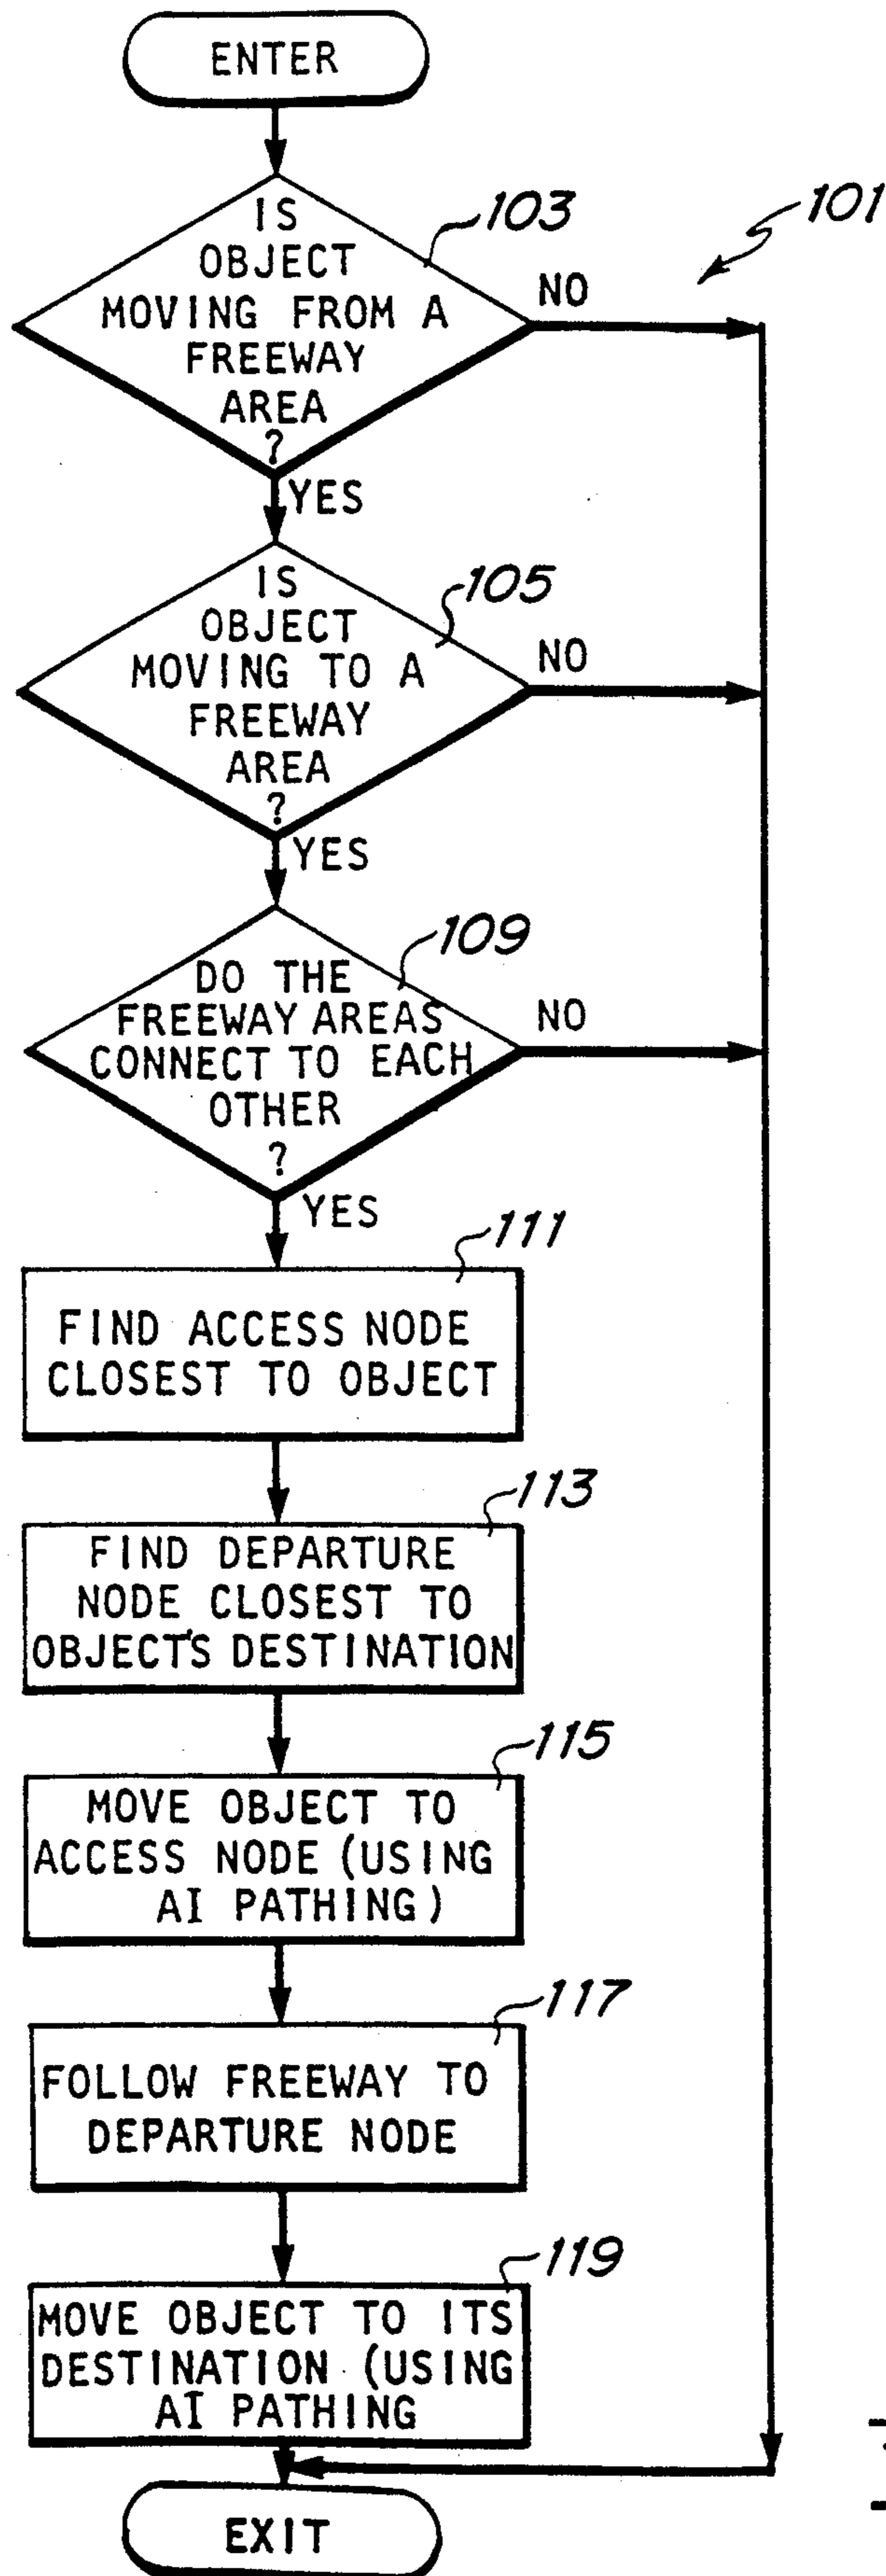 ENTER
101
103
IS
OBJECT
MOVING FROM A
FREEWAY
AREA
?
NO
YES
105
IS
OBJECT
MOVING TO A
FREEWAY
AREA
?
NO
YES
109
DO THE
FREEWAY AREAS
CONNECT TO EACH
OTHER
?
NO
YES
111
FIND ACCESS NODE
CLOSEST TO OBJECT
113
FIND DEPARTURE
NODE CLOSEST TO
OBJECT'S DESTINATION
115
MOVE OBJECT TO
ACCESS NODE (USING
AI PATHING)
117
FOLLOW FREEWAY TO
DEPARTURE NODE
119
MOVE OBJECT TO ITS
DESTINATION (USING
AI PATHING
EXIT